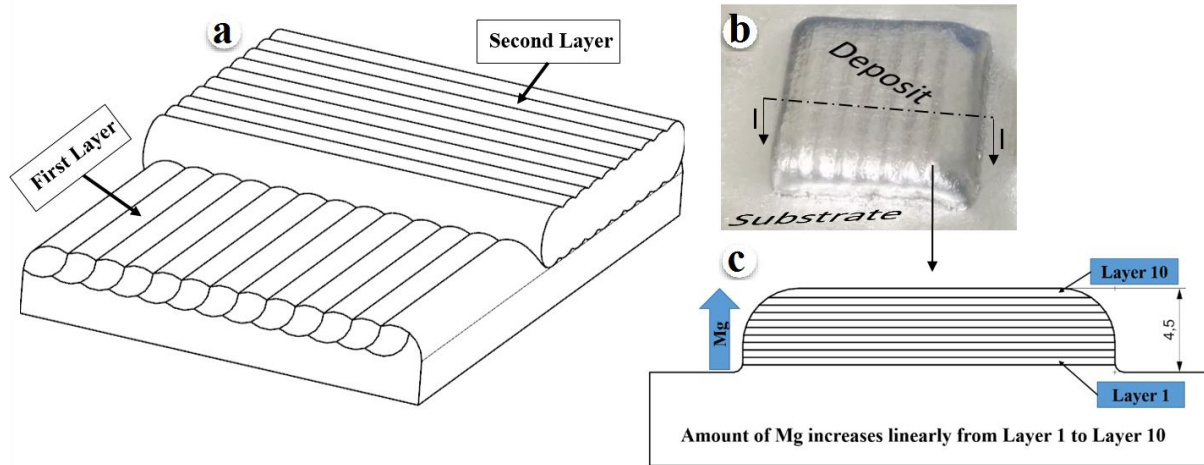 a
Second Layer
First Layer
b
Deposit
I
I
Substrate
c
Layer 10
Mg
4,5
Layer 1
Amount of Mg increases linearly from Layer 1 to Layer 10